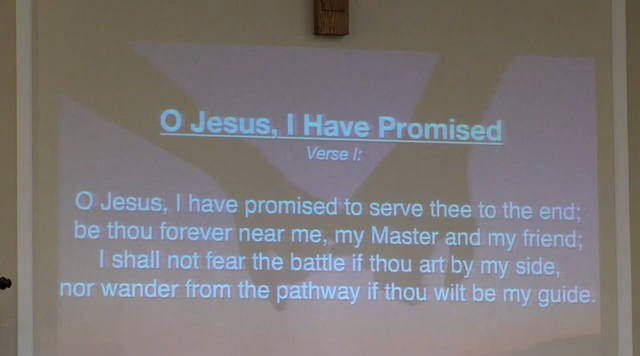 O Jesus, I Have Promised
Verse I:
O Jesus, I have promised to serve thee to the end;
be thou forever near me, my Master and my friend;
I shall not fear the battle if thou art by my side,
nor wander from the pathway if thou wilt be my guide.